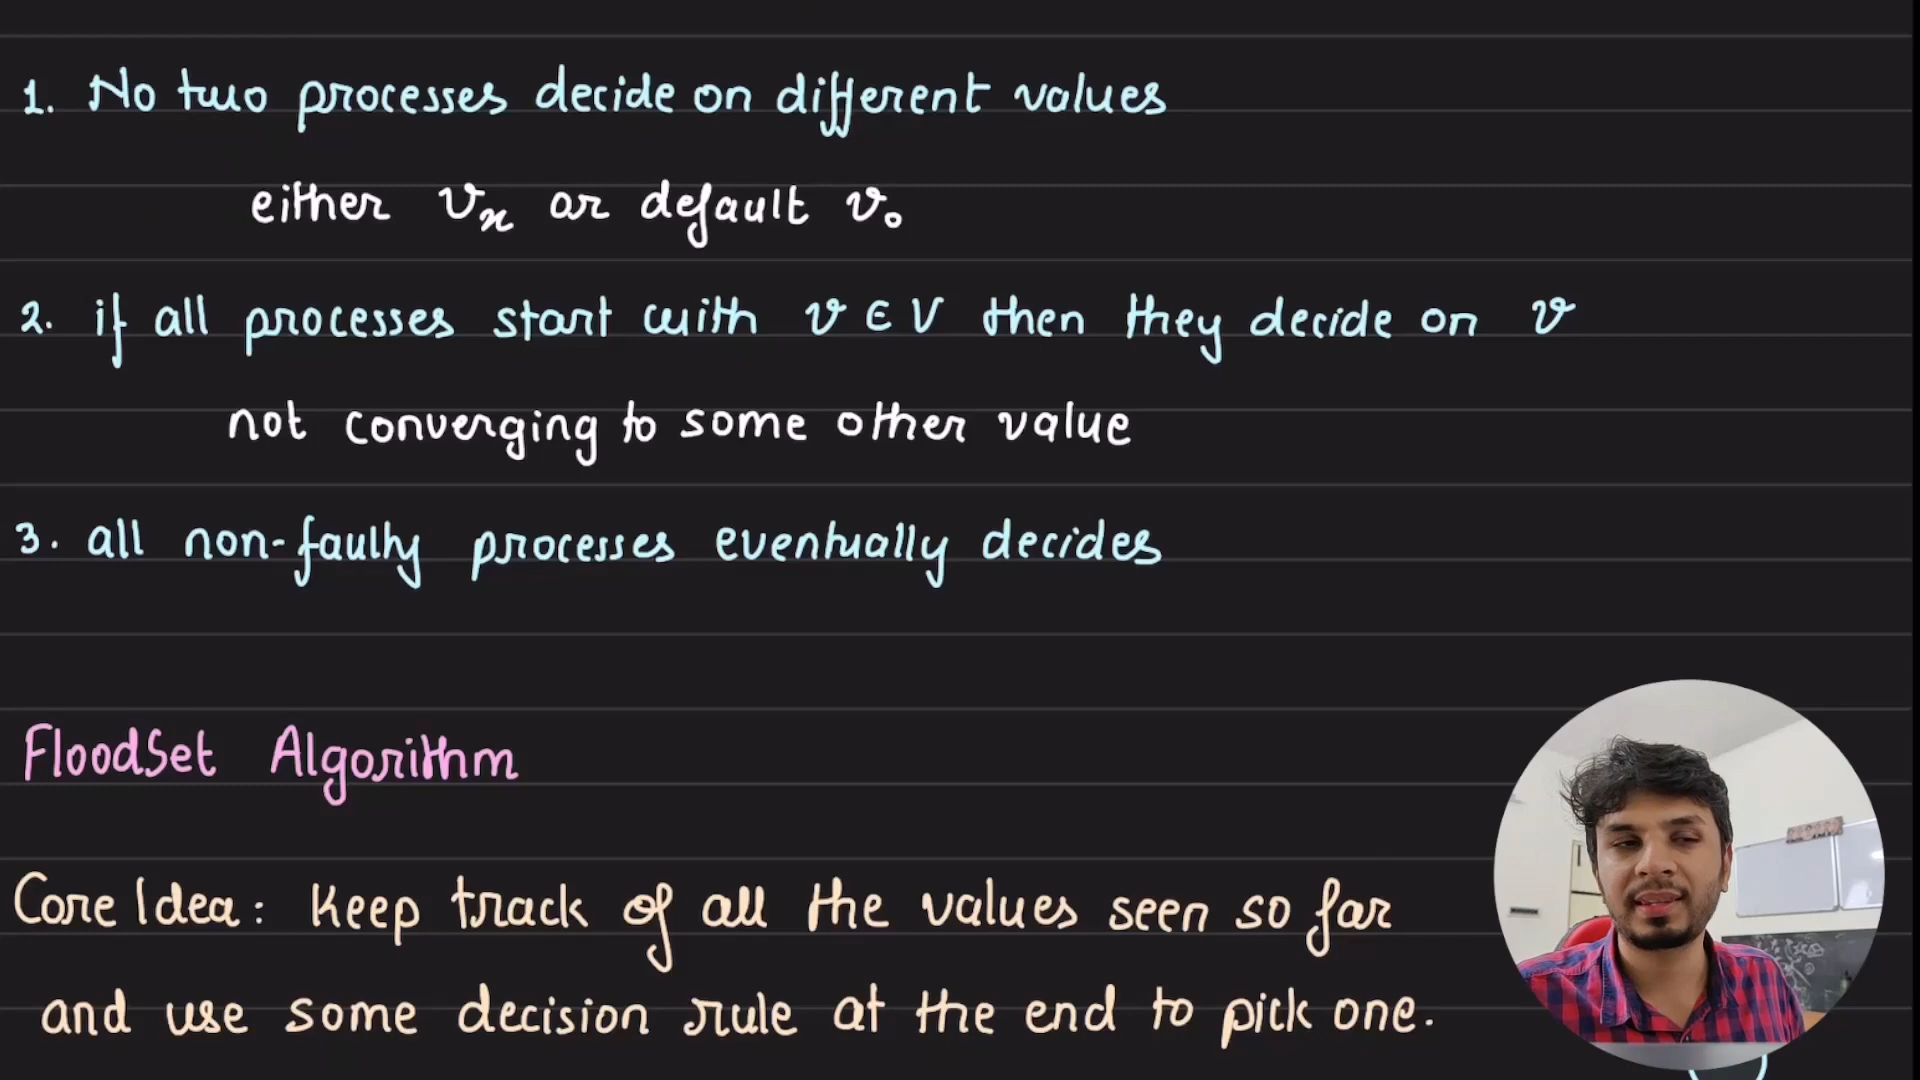 1. No two processes decide on different values
either vₓ or default v₀
2. if all processes start with v ∈ V then they decide on v
not converging to some other value
3. all non-faulty processes eventually decides
FloodSet Algorithm
Core Idea: Keep track of all the values seen so far
and use some decision rule at the end to pick one.